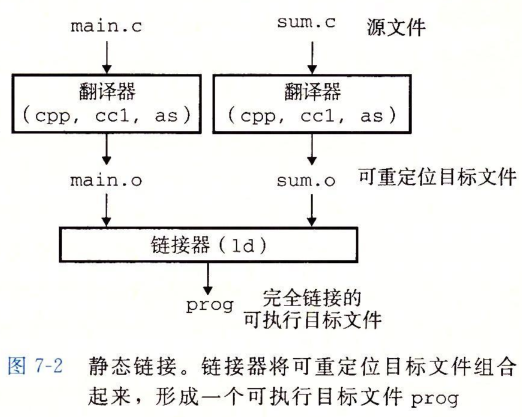 main.c sum.c 源文件
翻译器 翻译器
(cpp, cc1, as) (cpp, cc1, as)
main.o sum.o 可重定位目标文件
链接器(ld)
prog 完全链接的
可执行目标文件
图 7-2 静态链接。链接器将可重定位目标文件组合
起来，形成一个可执行目标文件 prog